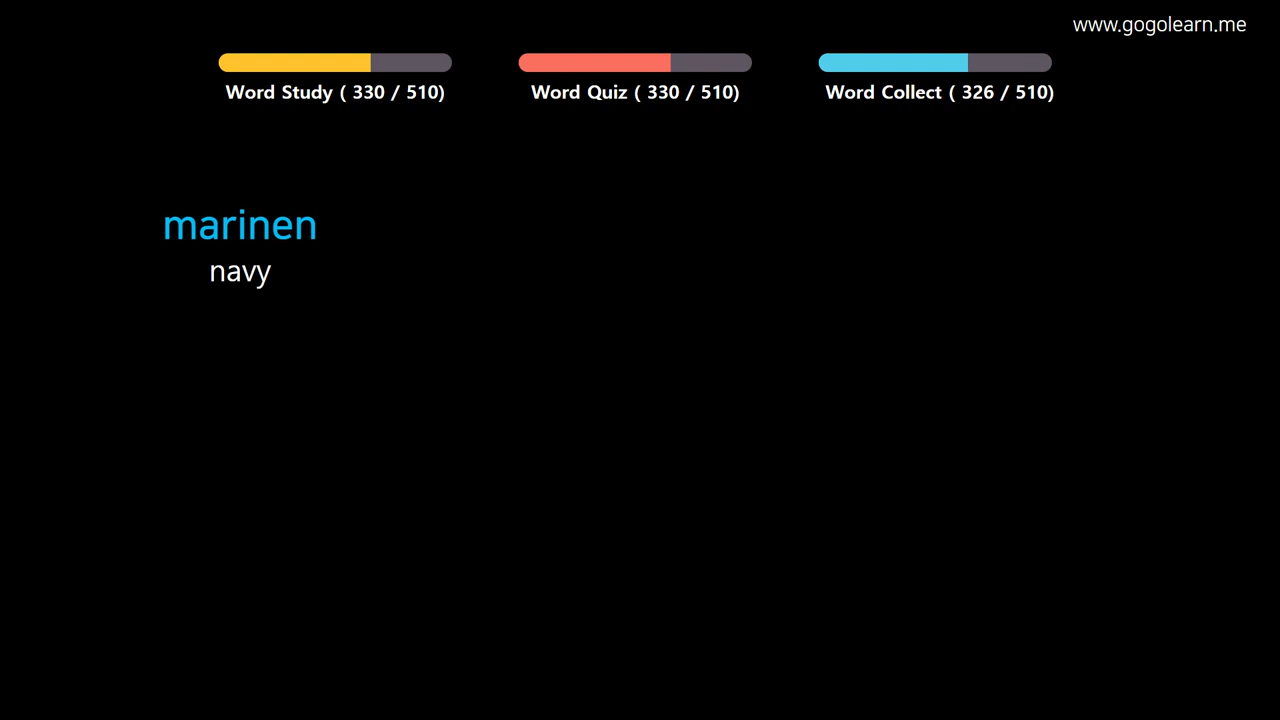 www.gogolearn.me
Word Study ( 330 / 510)
Word Quiz ( 330 / 510)
Word Collect ( 326 / 510)
marinen
navy